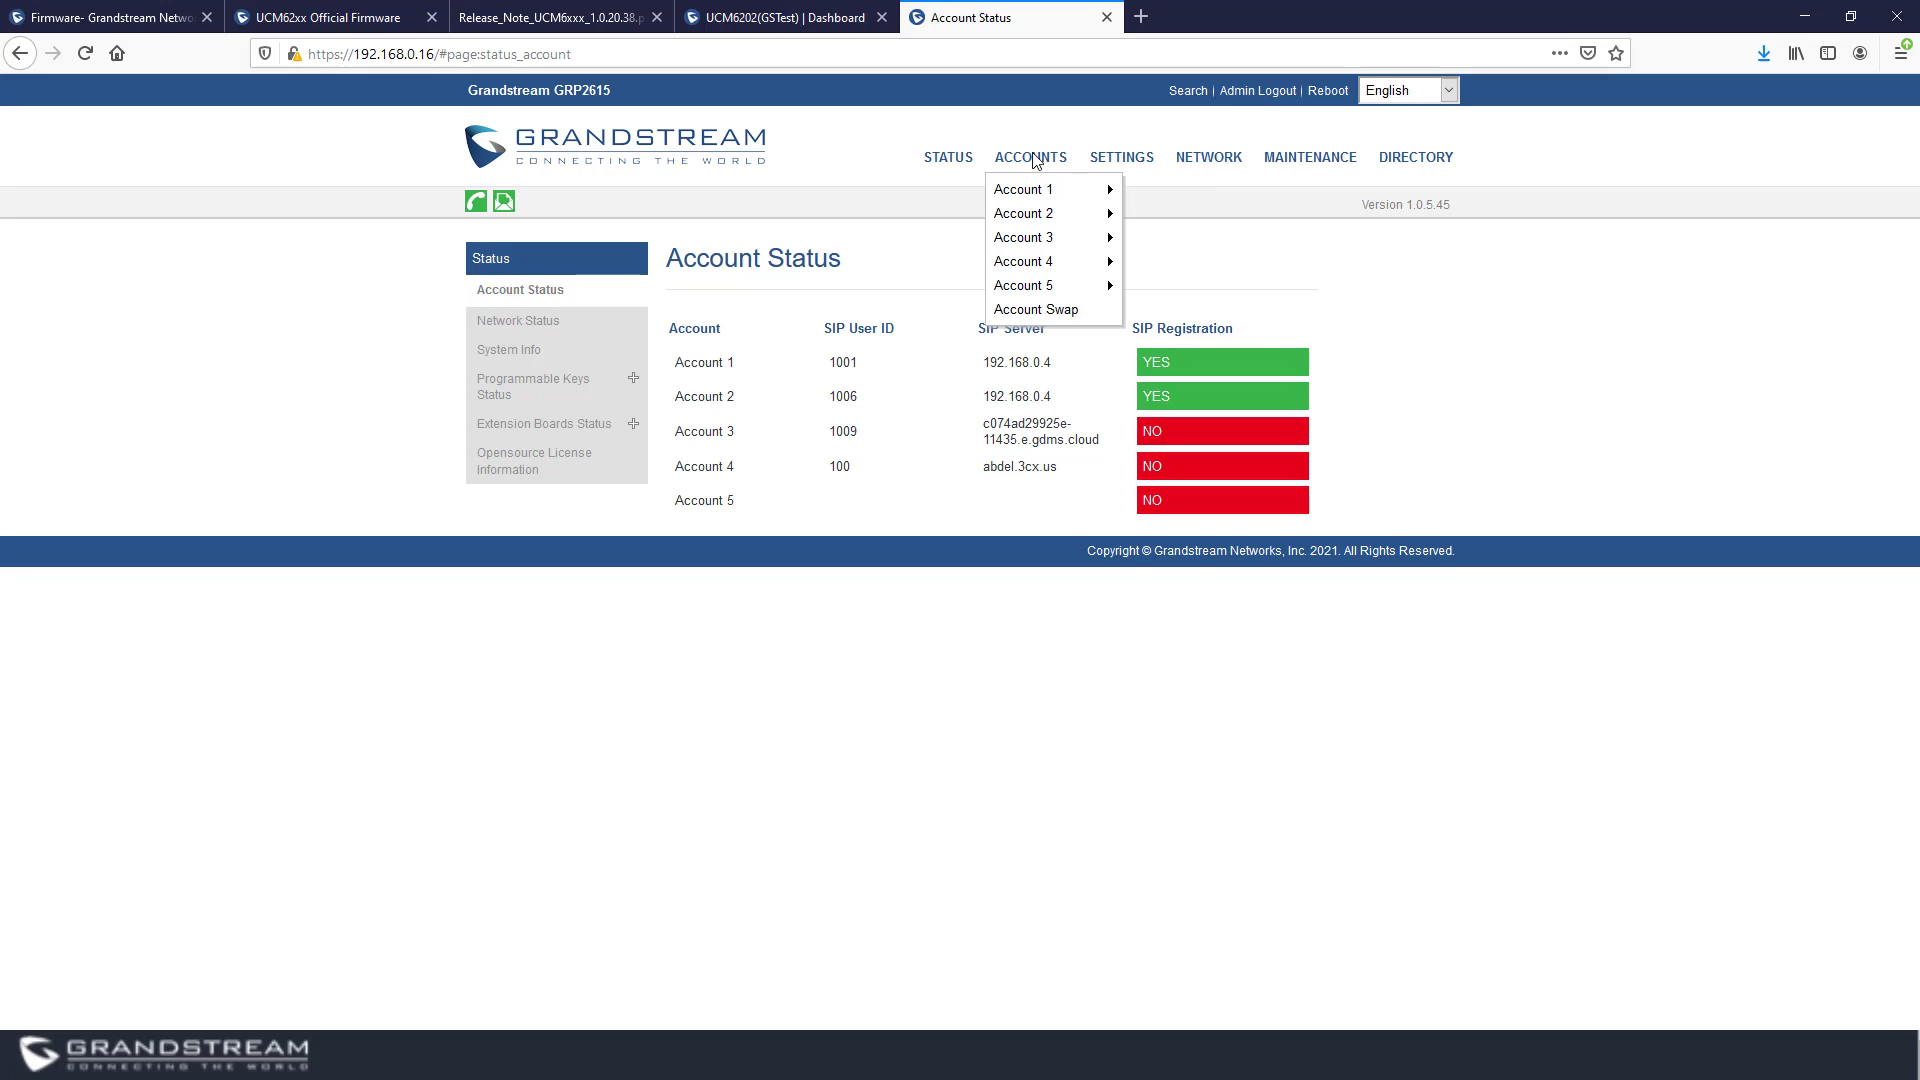 Firmware- Grandstream Netwo
UCM62xx Official Firmware
Release_Note_UCM6xxx_1.0.20.38.p
UCM6202(GSTest) | Dashboard
Account Status
https://192.168.0.16/#page:status_account
Grandstream GRP2615
Search | Admin Logout | Reboot
English
GRANDSTREAM
CONNECTING THE WORLD
STATUS ACCOUNTS SETTINGS NETWORK MAINTENANCE DIRECTORY
Account 1
Account 2
Account 3
Account 4
Account 5
Account Swap
Version 1.0.5.45
Status
Account Status
Network Status
System Info
Programmable Keys
Status
Extension Boards Status
Opensource License
Information
Account Status
Account SIP User ID SIP Server SIP Registration
Account 1 1001 192.168.0.4 YES
Account 2 1006 192.168.0.4 YES
Account 3 1009 c074ad29925e-
11435.e.gdms.cloud NO
Account 4 100 abdel.3cx.us NO
Account 5 NO
Copyright © Grandstream Networks, Inc. 2021. All Rights Reserved.
GRANDSTREAM
CONNECTING THE WORLD